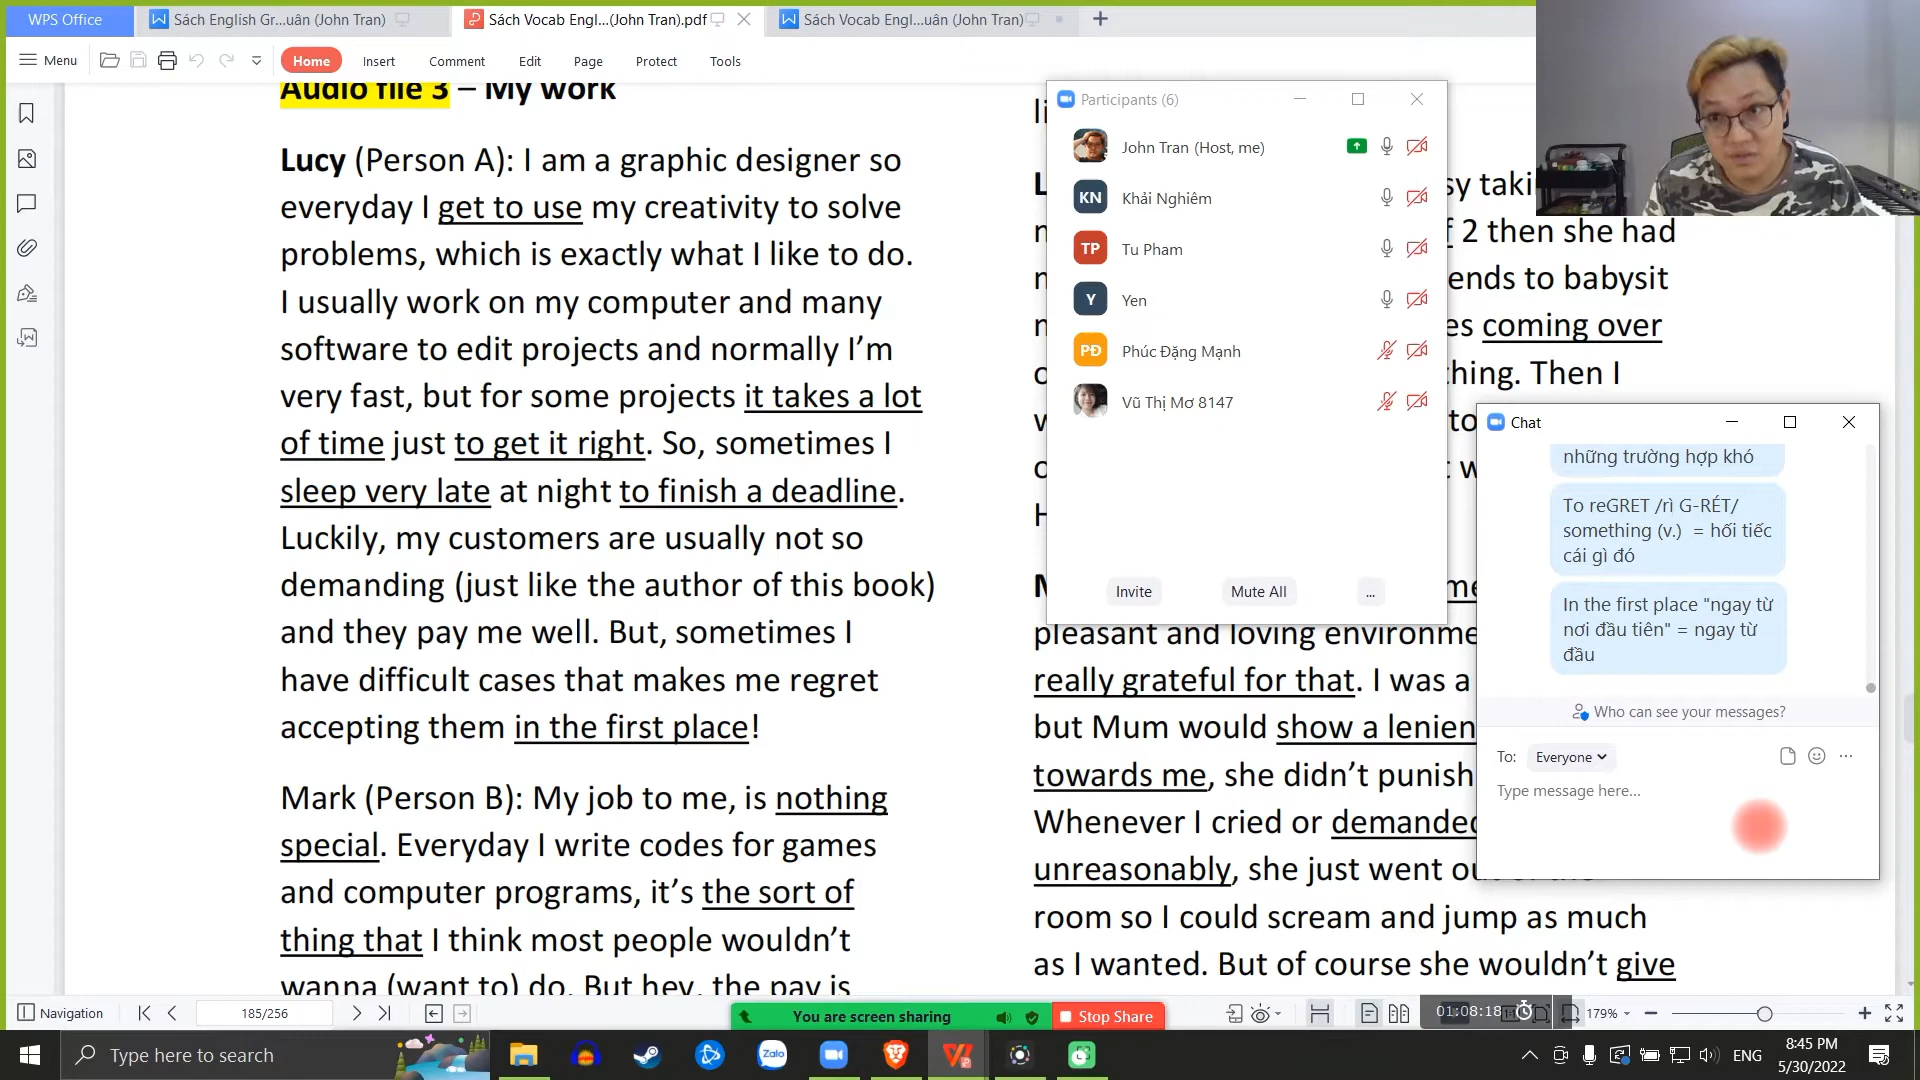 WPS Office
Sách English Gr...uân (John Tran)
Sách Vocab Engl...(John Tran).pdf
Sách Vocab Engl...uân (John Tran)
Menu
Home
Insert
Comment
Edit
Page
Protect
Tools
Audio file 3 – My work
Lucy (Person A): I am a graphic designer so
everyday I get to use my creativity to solve
problems, which is exactly what I like to do.
I usually work on my computer and many
software to edit projects and normally I’m
very fast, but for some projects it takes a lot
of time just to get it right. So, sometimes I
sleep very late at night to finish a deadline.
Luckily, my customers are usually not so
demanding (just like the author of this book)
and they pay me well. But, sometimes I
have difficult cases that makes me regret
accepting them in the first place!
Mark (Person B): My job to me, is nothing
special. Everyday I write codes for games
and computer programs, it’s the sort of
thing that I think most people wouldn’t
wanna (want to) do. But hey, the pay is
2 then she had
to babysit
coming over
Then I
to
pleasant and loving
really grateful for that. I was a
but Mum would show a
towards me, she didn’t punish
Whenever I cried or
unreasonably, she just went
room so I could scream and jump as much
as I wanted. But of course she wouldn’t give
Participants (6)
John Tran (Host, me)
KN Khải Nghiêm
TP Tu Pham
Y Yen
PĐ Phúc Đặng Mạnh
Vũ Thị Mơ 8147
Invite
Mute All
...
Chat
những trường hợp khó
To reGRET /rì G-RÉT/
something (v.) = hối tiếc
cái gì đó
In the first place "ngay từ
nơi đầu tiên" = ngay từ
đầu
Who can see your messages?
To: Everyone
Type message here...
Navigation
185/256
You are screen sharing
Stop Share
01:08:18
179%
Type here to search
Zalo
ENG
8:45 PM
5/30/2022